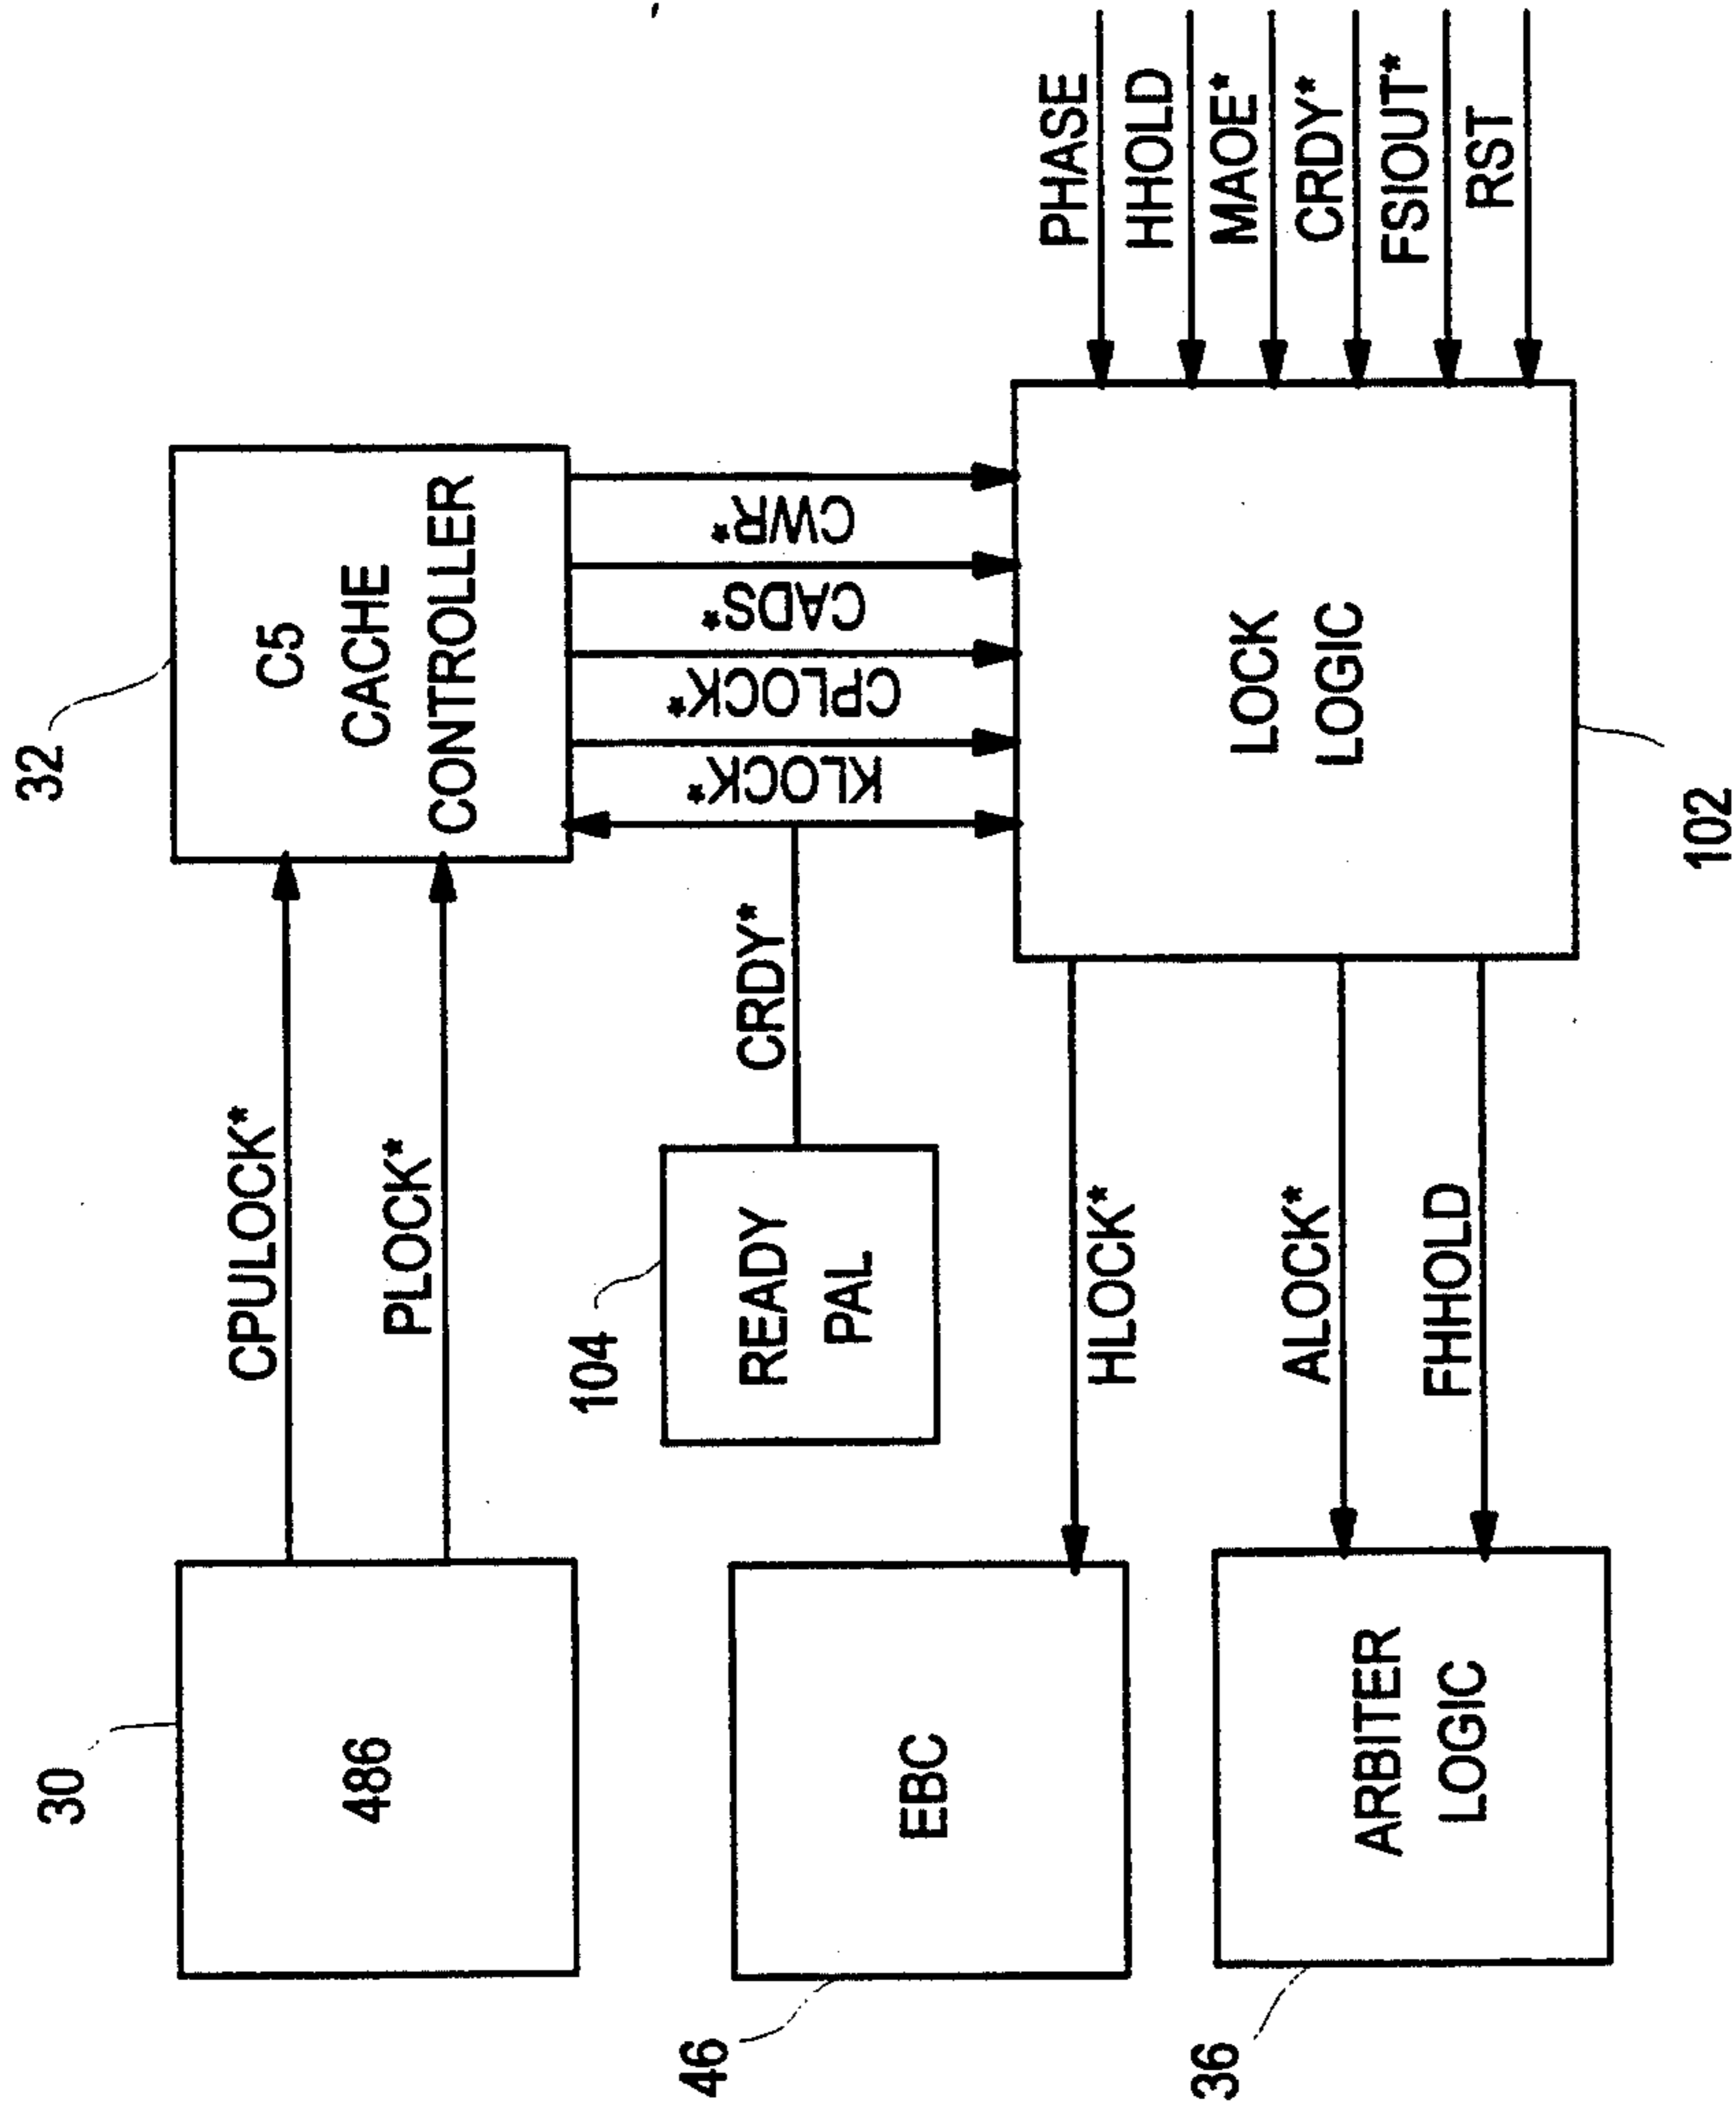 30
486
CPULOCK*
PLOCK*
32
C5
CACHE
CONTROLLER
104
READY
PAL
CRDY*
KLOCK*
CPLOCK*
CADS*
CWR*
46
EBC
HLOCK*
36
ARBITER
LOGIC
ALOCK*
FHHOLD
LOCK
LOGIC
102
PHASE
HHOLD
MAOE*
CRDY*
FSIOUT*
RST